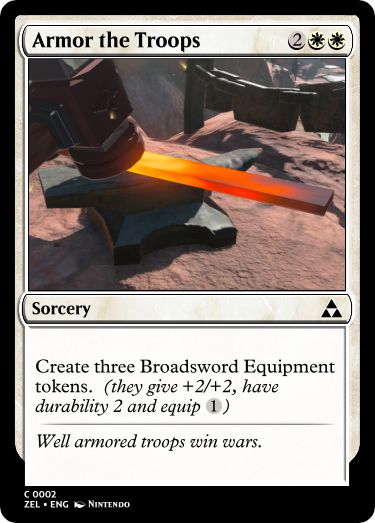 Armor the Troops 2
Sorcery
Create three Broadsword Equipment
tokens. (they give +2/+2, have
durability 2 and equip 1)
Well armored troops win wars.
C 0002
ZEL • ENG Nintendo